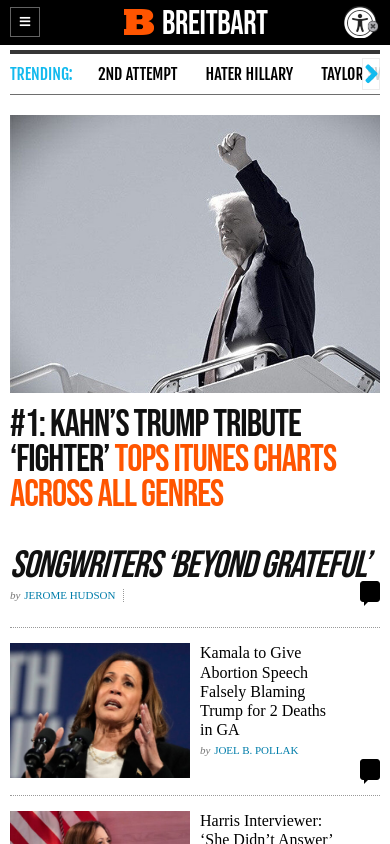 BREITBART
TRENDING: 2ND ATTEMPT HATER HILLARY TAYLOR
#1: KAHN’S TRUMP TRIBUTE
‘FIGHTER’ TOPS ITUNES CHARTS
ACROSS ALL GENRES
SONGWRITERS ‘BEYOND GRATEFUL’
by JEROME HUDSON
Kamala to Give
Abortion Speech
Falsely Blaming
Trump for 2 Deaths
in GA
by JOEL B. POLLAK
Harris Interviewer:
‘She Didn’t Answer’